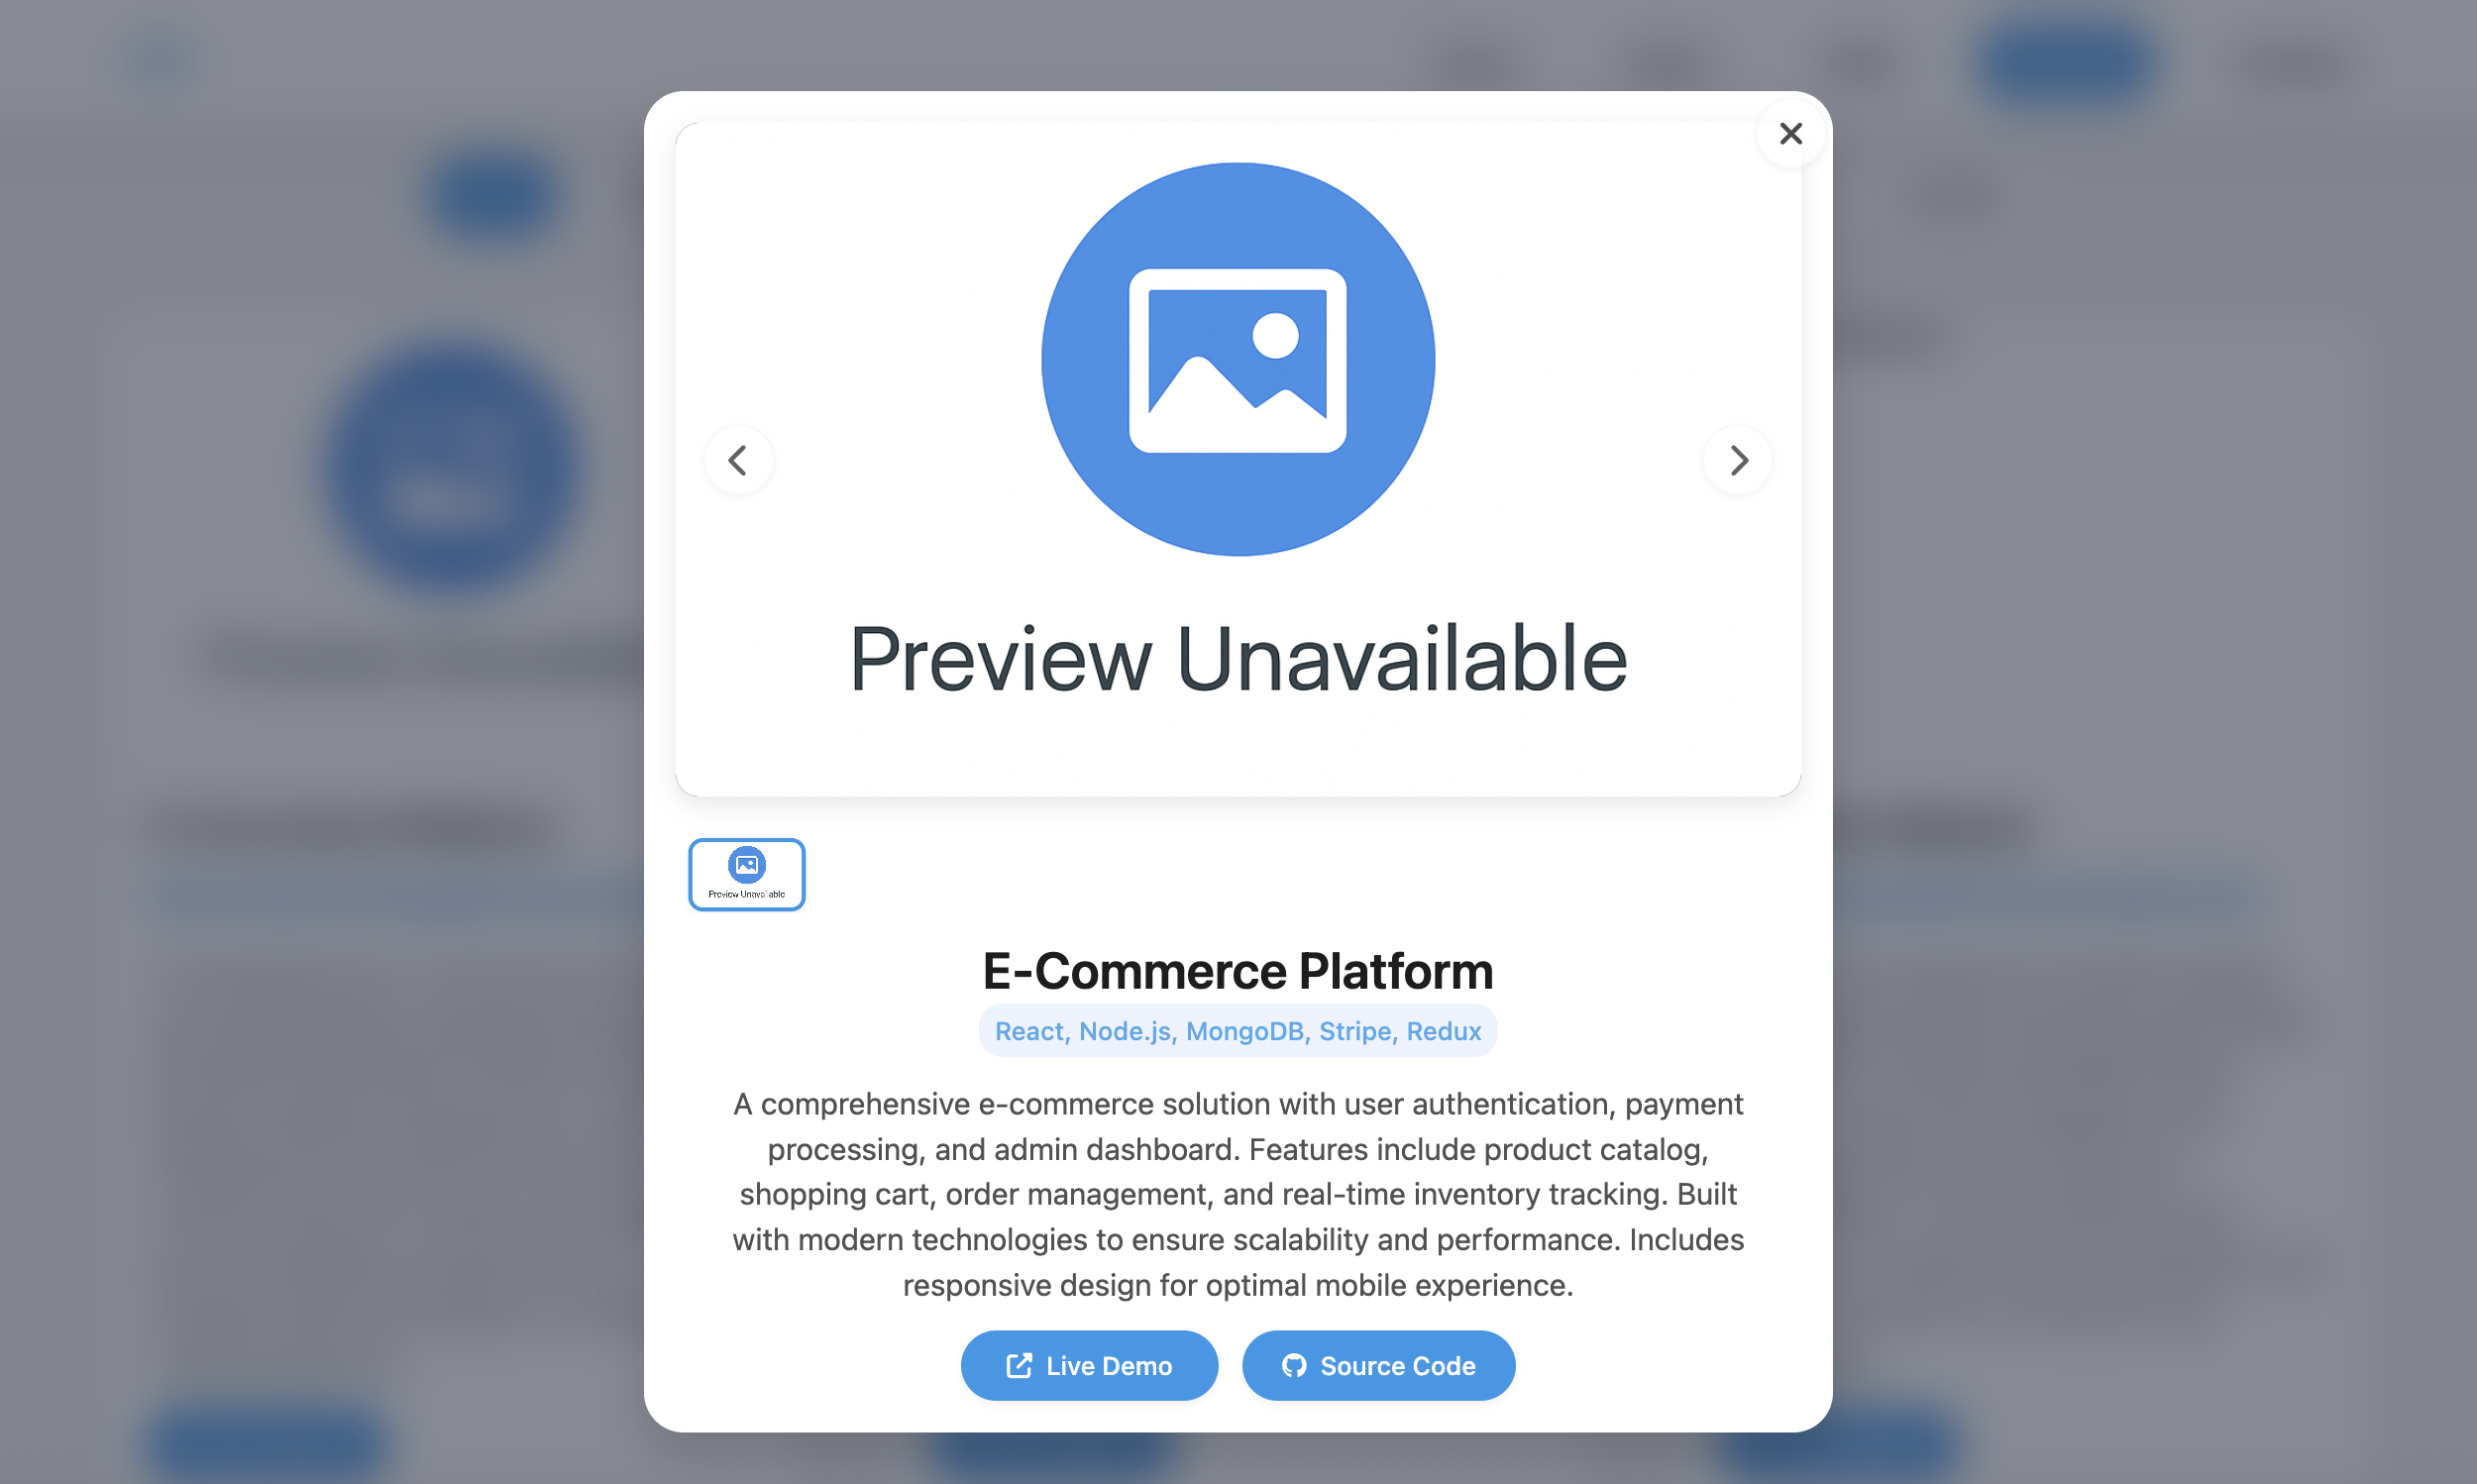 Preview Unavailable
Preview Unavailable
E-Commerce Platform
React, Node.js, MongoDB, Stripe, Redux
A comprehensive e-commerce solution with user authentication, payment
processing, and admin dashboard. Features include product catalog,
shopping cart, order management, and real-time inventory tracking. Built
with modern technologies to ensure scalability and performance. Includes
responsive design for optimal mobile experience.
Live Demo
Source Code